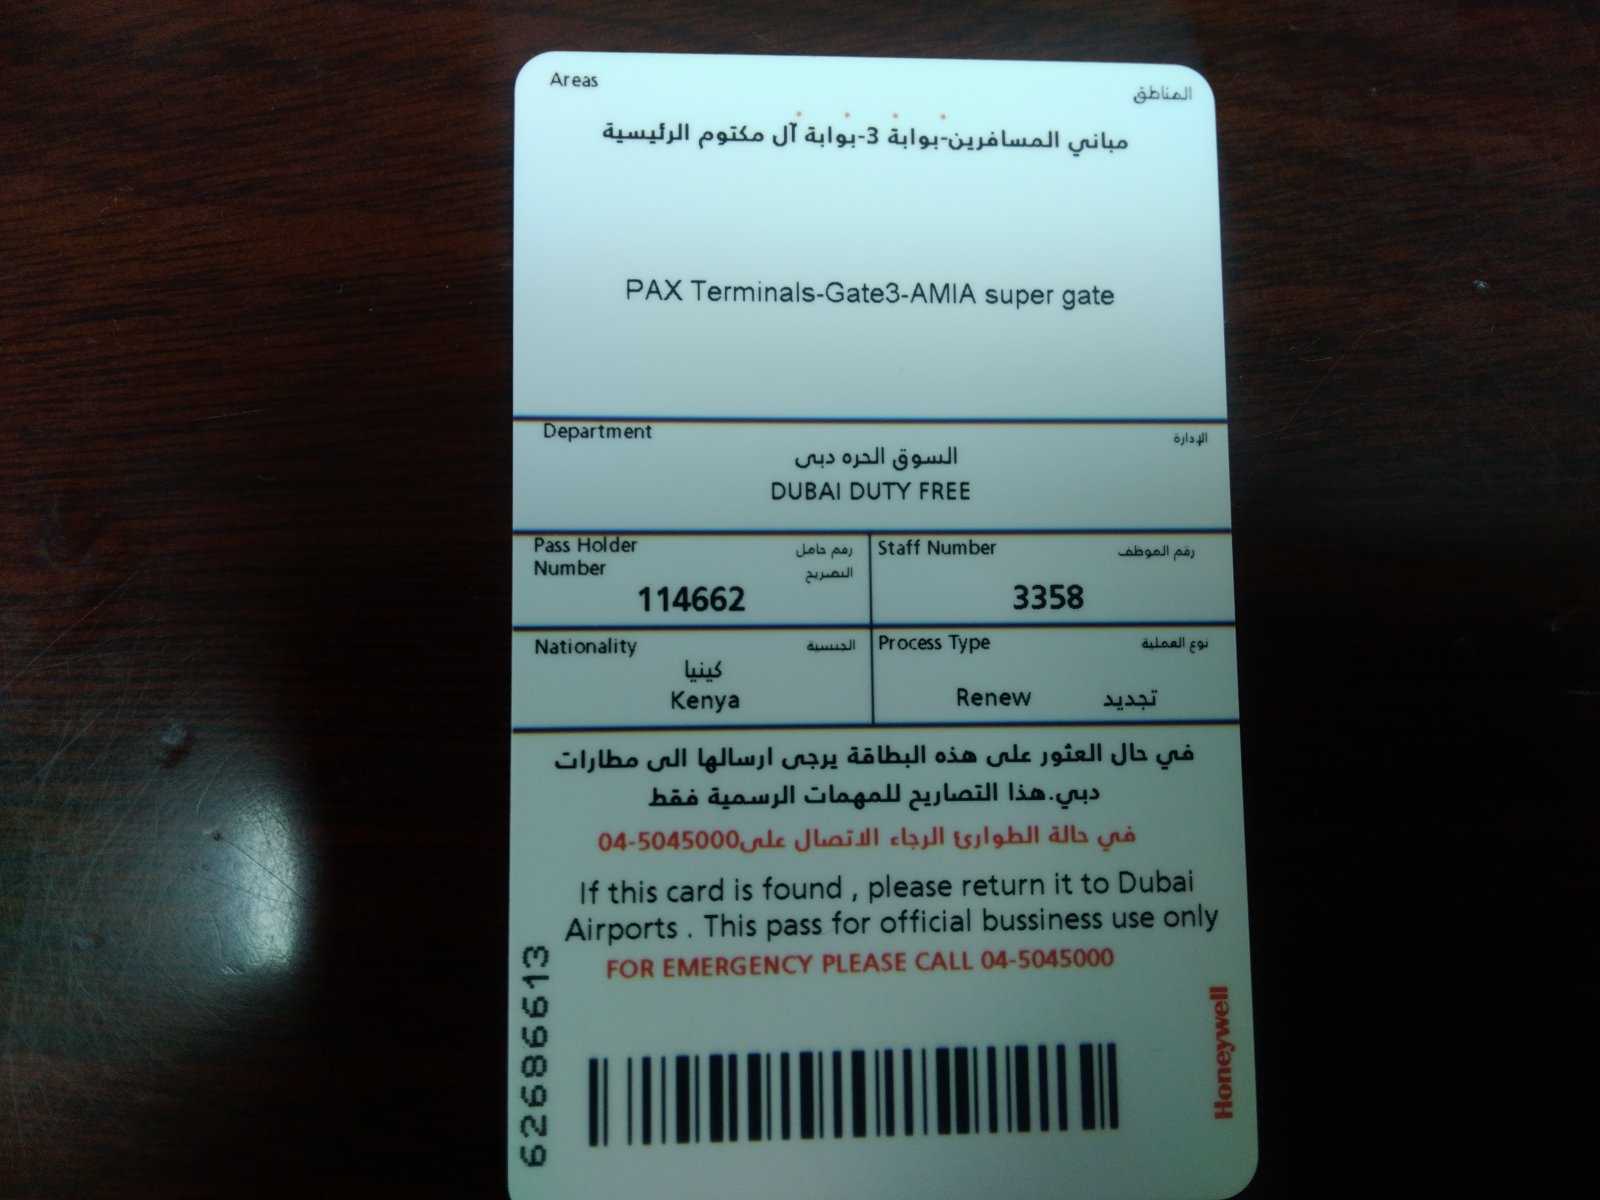 Areas المناطق
مباني المسافرين-بوابة 3-بوابة آل مكتوم الرئيسية
PAX Terminals-Gate3-AMIA super gate
Department الإدارة
السوق الحره دبى
DUBAI DUTY FREE
Pass Holder رقم حامل
Number التصريح
114662
Staff Number رقم الموظف
3358
Nationality الجنسية
كينيا
Kenya
Process Type نوع العملية
Renew تجديد
في حال العثور على هذه البطاقة يرجى ارسالها الى مطارات
دبي.هذا التصاريح للمهمات الرسمية فقط
في حالة الطوارئ الرجاء الاتصال على04-5045000
If this card is found , please return it to Dubai
Airports . This pass for official bussiness use only
FOR EMERGENCY PLEASE CALL 04-5045000
62686613
Honeywell